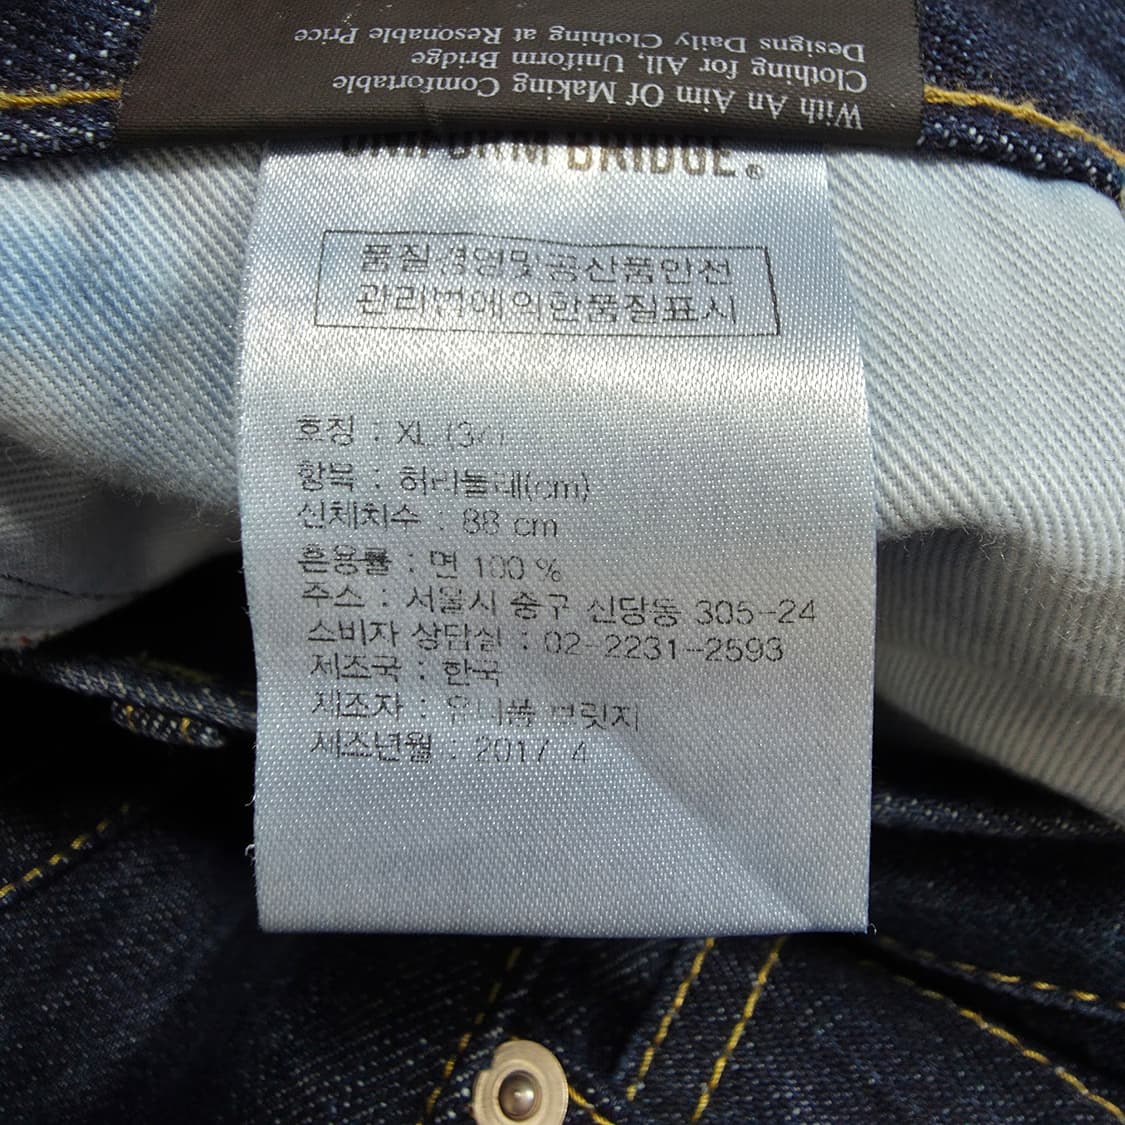 With An Aim Of Making Comfortable
Clothing for All, Uniform Bridge
Designs Daily Clothing at Resonable Price
UNIFORM BRIDGE®
품질경영및공산품안전
관리법에의한품질표시
호칭 : XL (34)
항목 : 허리둘레(cm)
신체치수 : 88 cm
혼용률 : 면 100 %
주소 : 서울시 중구 신당동 305-24
소비자 상담실 : 02-2231-2593
제조국 : 한국
제조자 : 유니폼 브릿지
제조년월 : 2017. 4